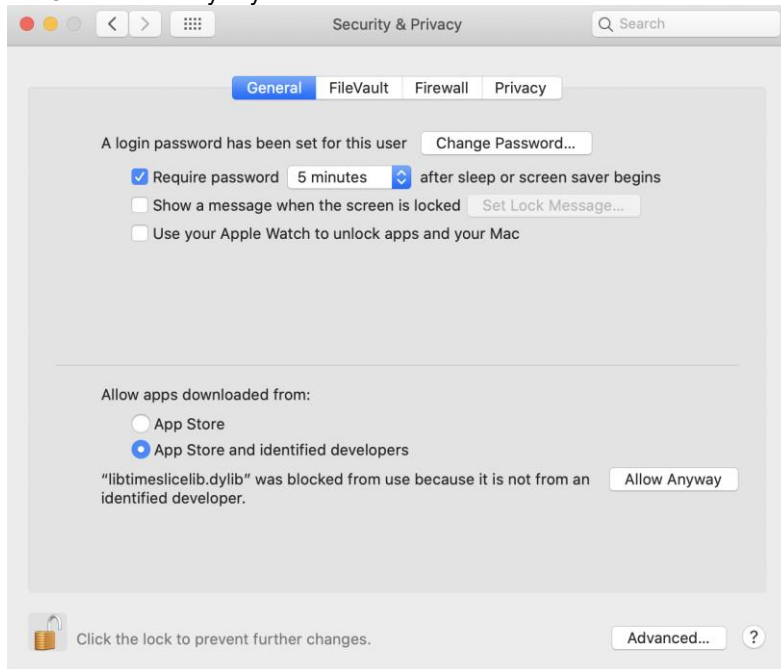 Security & Privacy
Search
General FileVault Firewall Privacy
A login password has been set for this user Change Password...
Require password 5 minutes after sleep or screen saver begins
Show a message when the screen is locked Set Lock Message...
Use your Apple Watch to unlock apps and your Mac
Allow apps downloaded from:
App Store
App Store and identified developers
“libtimeslicelib.dylib” was blocked from use because it is not from an Allow Anyway
identified developer.
Click the lock to prevent further changes. Advanced... ?